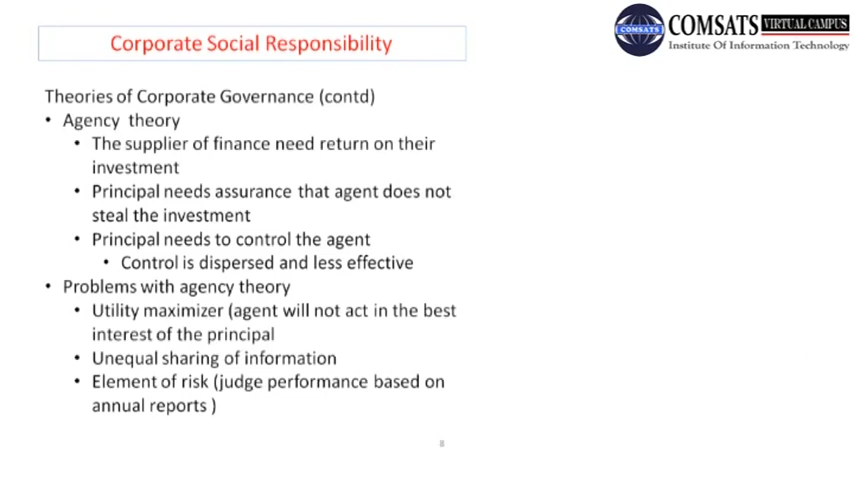 Corporate Social Responsibility
COMSATS VIRTUAL CAMPUS
COMSATS
Institute Of Information Technology
Theories of Corporate Governance (contd)
• Agency theory
• The supplier of finance need return on their
investment
• Principal needs assurance that agent does not
steal the investment
• Principal needs to control the agent
• Control is dispersed and less effective
• Problems with agency theory
• Utility maximizer (agent will not act in the best
interest of the principal
• Unequal sharing of information
• Element of risk (judge performance based on
annual reports )
8